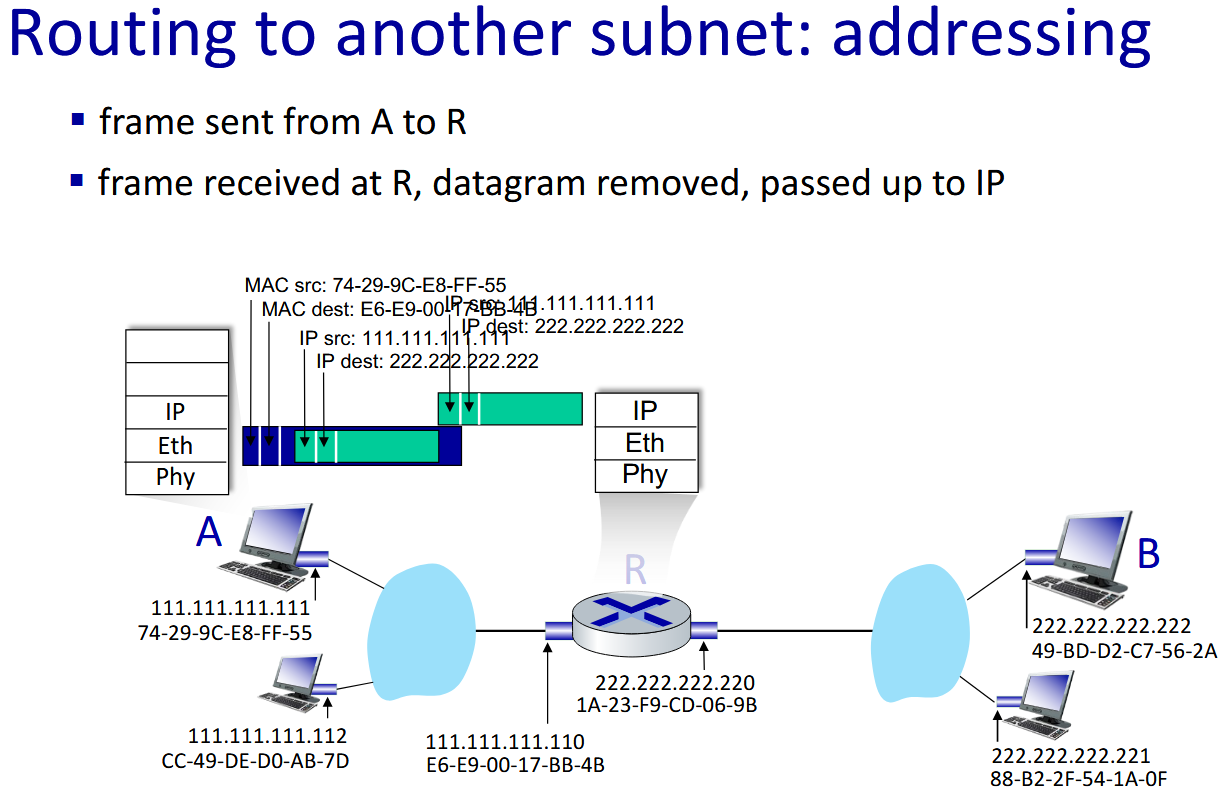 Routing to another subnet: addressing
▪ frame sent from A to R
▪ frame received at R, datagram removed, passed up to IP
MAC src: 74-29-9C-E8-FF-55
MAC dest: E6-E9-00-17-BB-4B
IP src: 111.111.111.111
IP dest: 222.222.222.222
IP src: 111.111.111.111
IP dest: 222.222.222.222
IP
Eth
Phy
IP
Eth
Phy
A
R
B
111.111.111.111
74-29-9C-E8-FF-55
222.222.222.222
49-BD-D2-C7-56-2A
222.222.222.220
1A-23-F9-CD-06-9B
111.111.111.112
CC-49-DE-D0-AB-7D
111.111.111.110
E6-E9-00-17-BB-4B
222.222.222.221
88-B2-2F-54-1A-0F